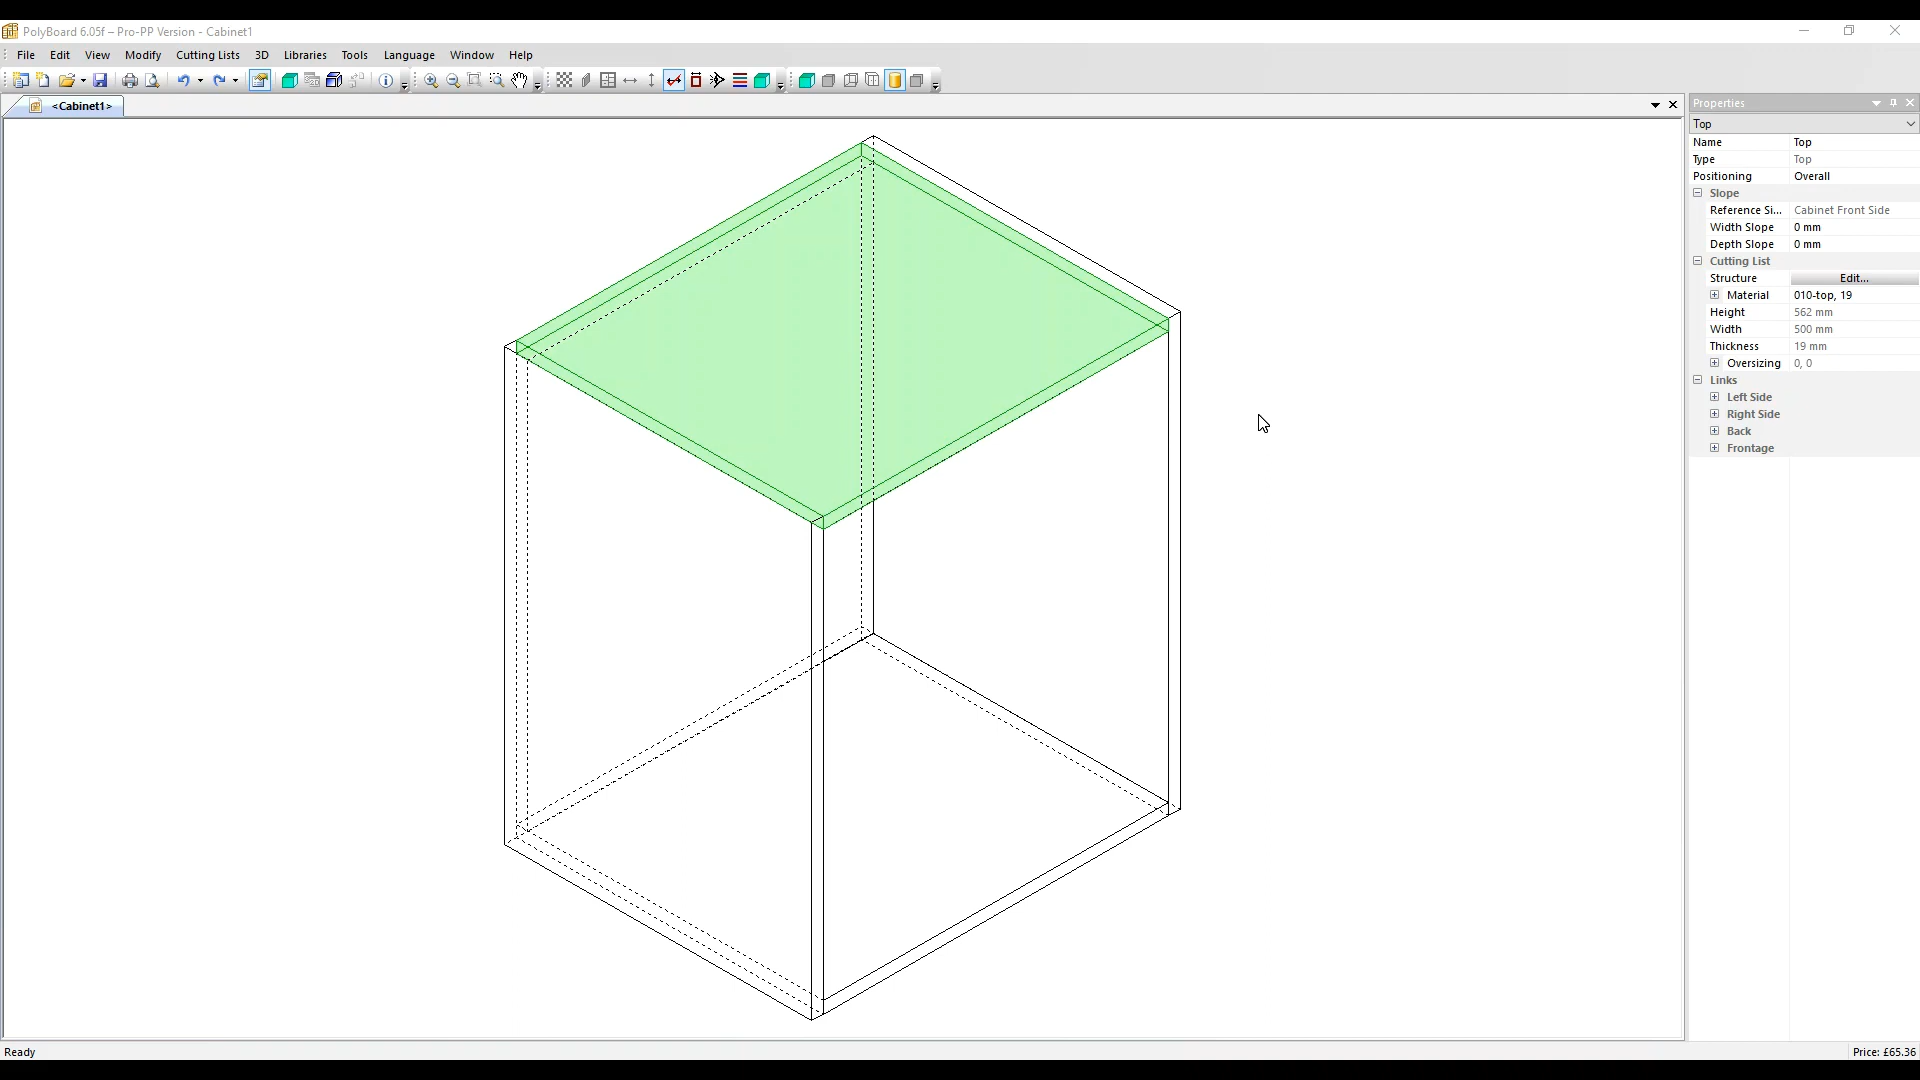 PolyBoard 6.05f – Pro-PP Version - Cabinet1
File Edit View Modify Cutting Lists 3D Libraries Tools Language Window Help
<Cabinet1>
Properties
Top
Name Top
Type Top
Positioning Overall
Slope
Reference Si... Cabinet Front Side
Width Slope 0 mm
Depth Slope 0 mm
Cutting List
Structure Edit...
Material 010-top, 19
Height 562 mm
Width 500 mm
Thickness 19 mm
Oversizing 0, 0
Links
Left Side
Right Side
Back
Frontage
Ready Price: £65.36